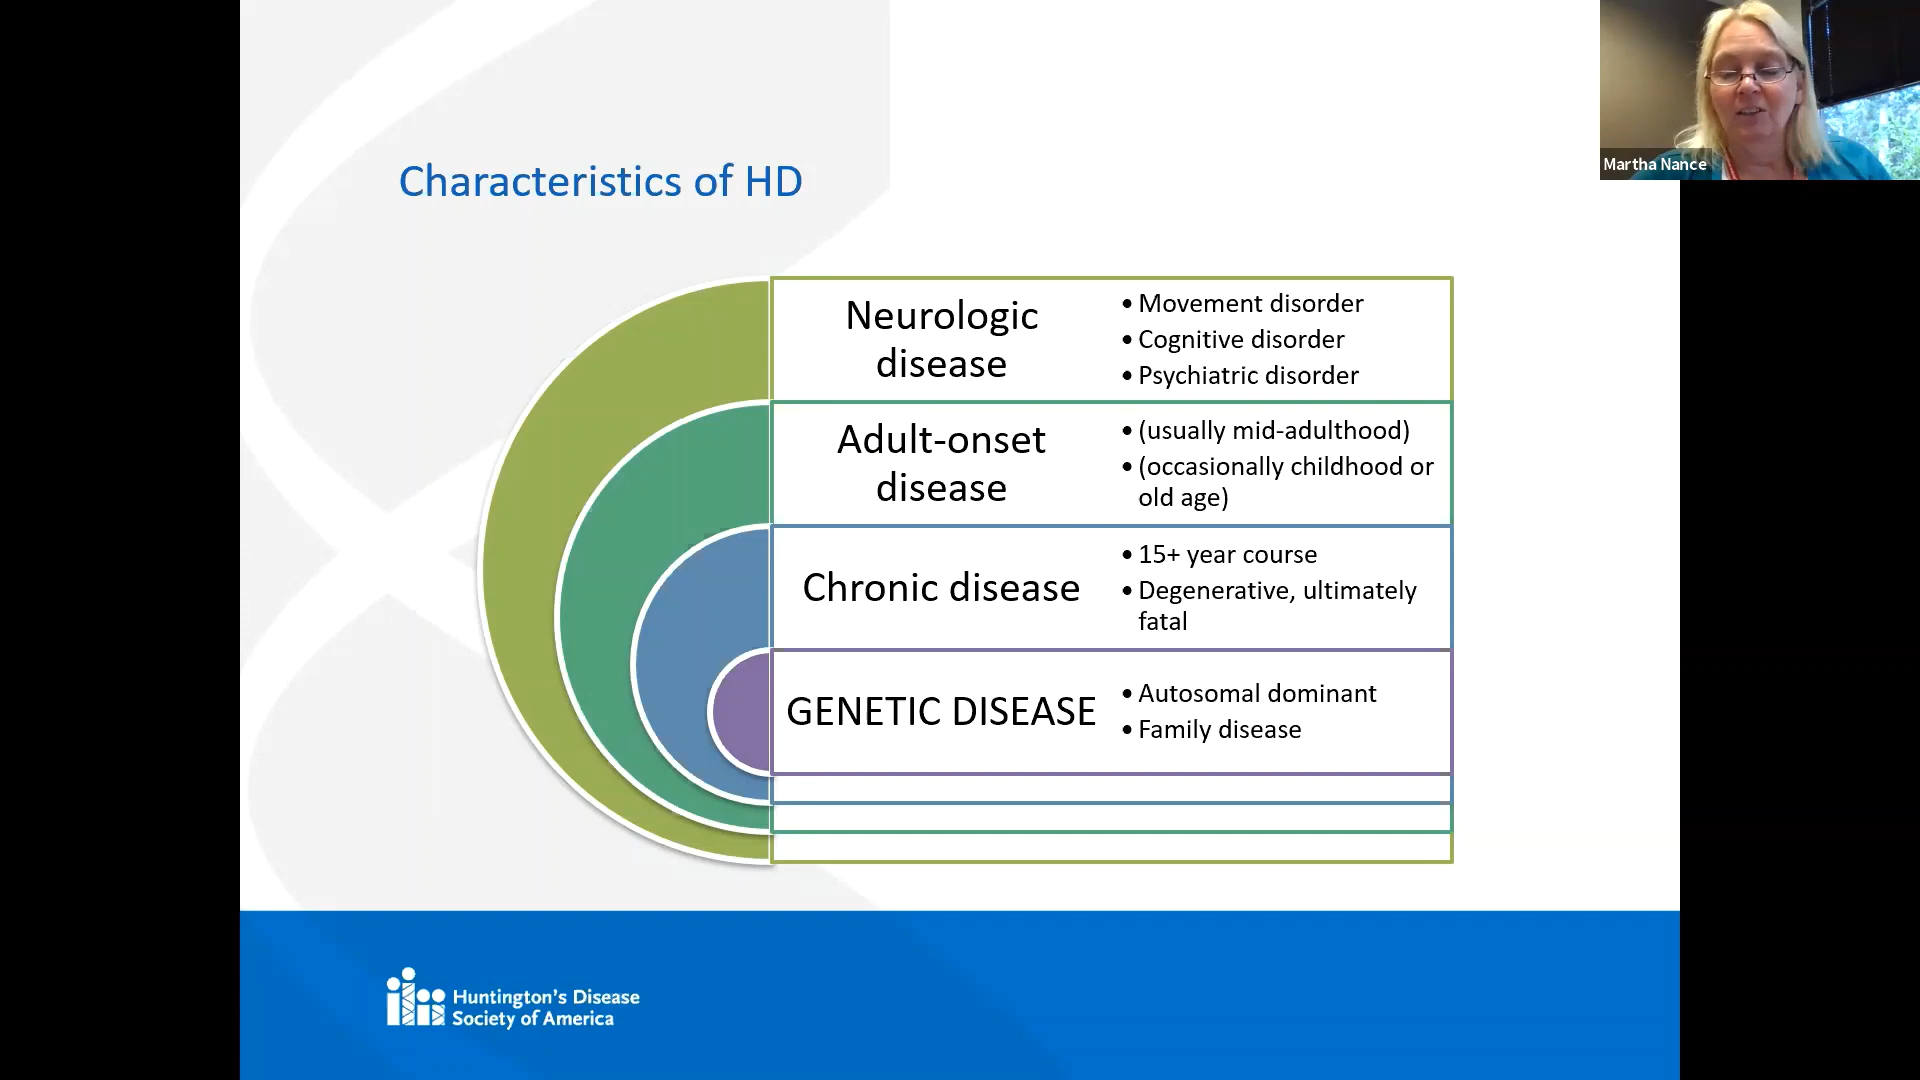 Martha Nance
Characteristics of HD
Neurologic
disease
• Movement disorder
• Cognitive disorder
• Psychiatric disorder
Adult-onset
disease
• (usually mid-adulthood)
• (occasionally childhood or
old age)
Chronic disease
• 15+ year course
• Degenerative, ultimately
fatal
GENETIC DISEASE
• Autosomal dominant
• Family disease
Huntington's Disease
Society of America